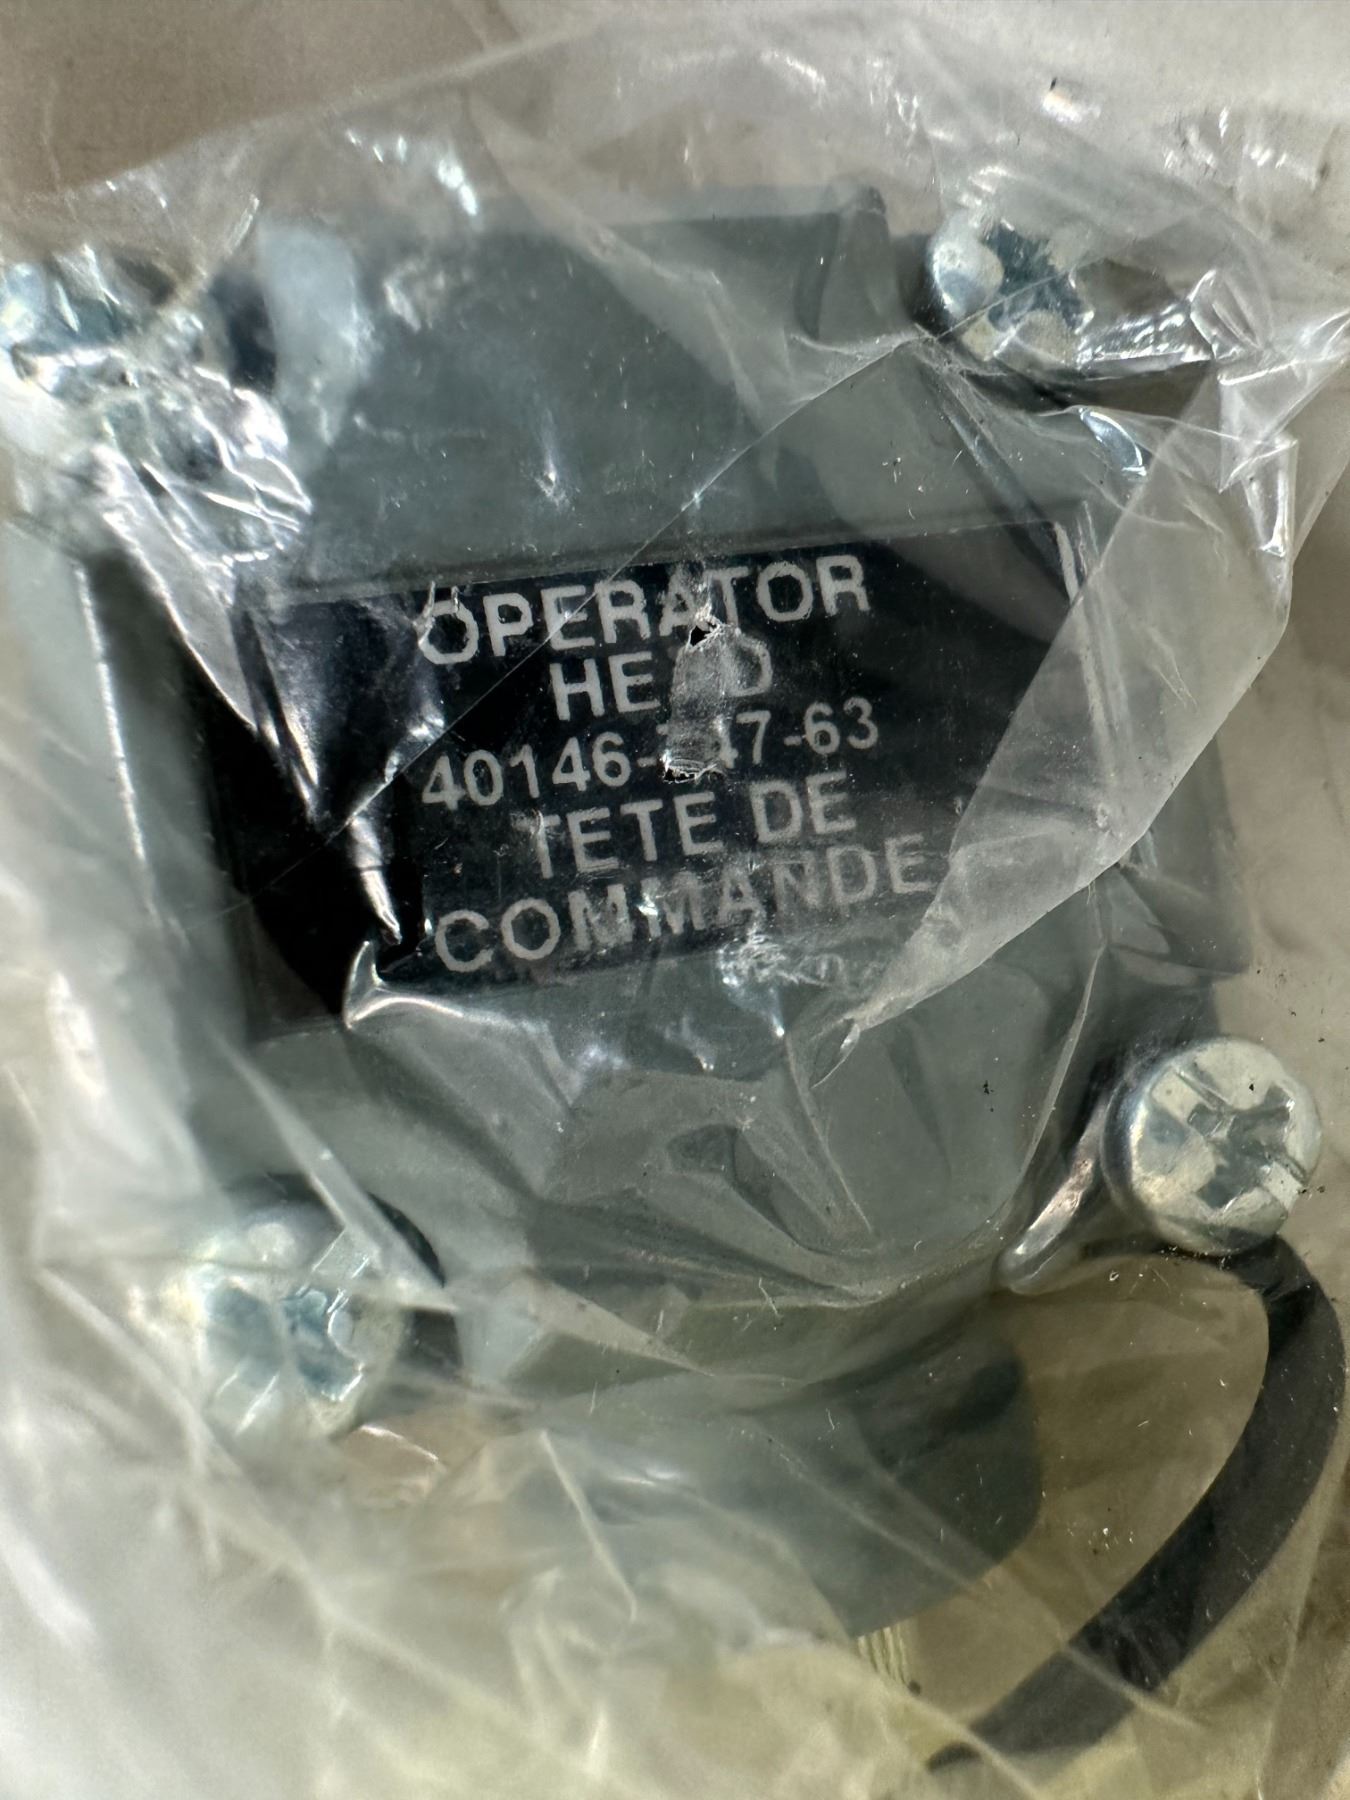 OPERATOR
HEAD
TETE DE
COMMANDE